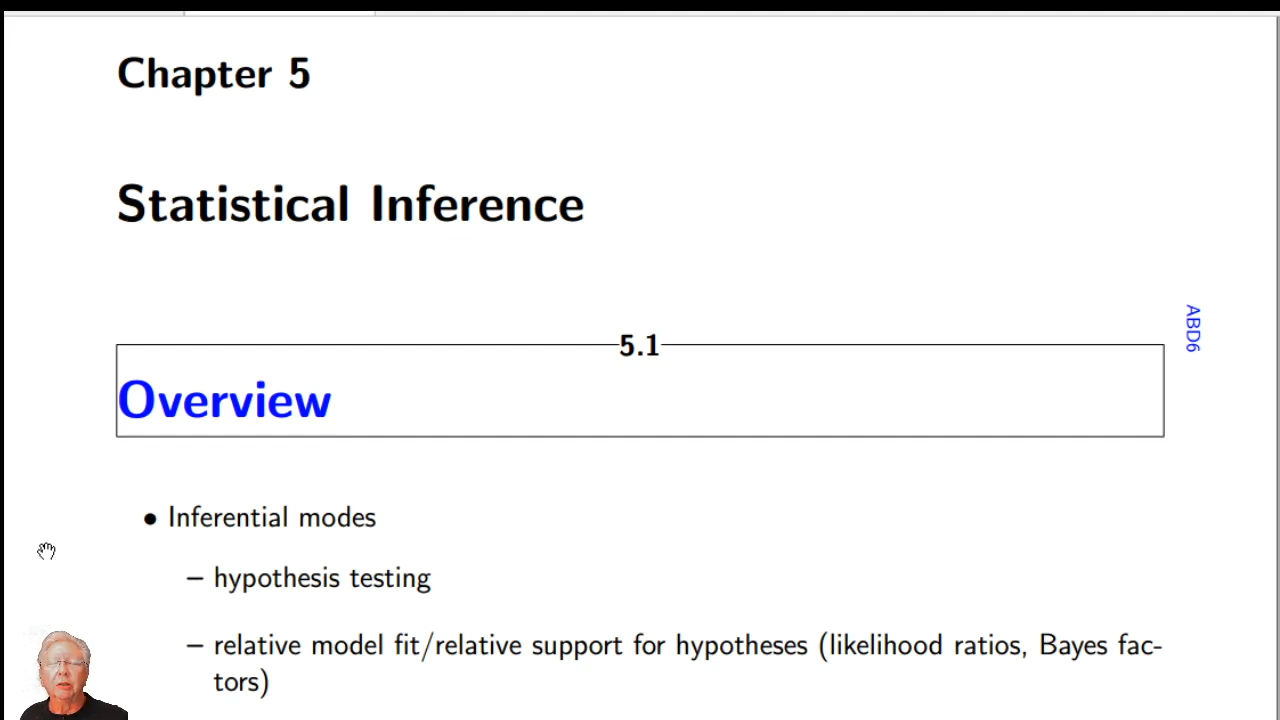 Chapter 5
Statistical Inference
ABD6
5.1
Overview
• Inferential modes
– hypothesis testing
– relative model fit/relative support for hypotheses (likelihood ratios, Bayes fac-
tors)